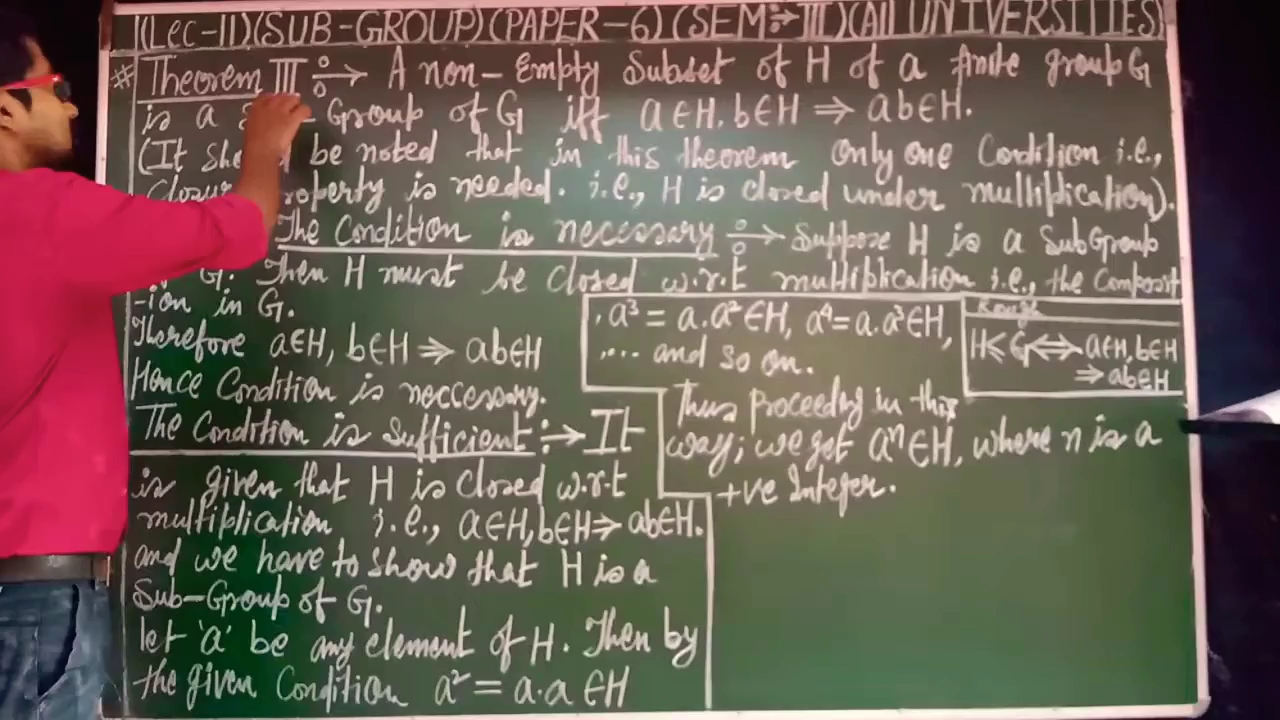 (Lec-II)(SUB-GROUP)(PAPER-6)(SEM÷III)(All UNIVERSITIES)
# Theorem III :→ A non-Empty Subset of H of a finite group G
is a Group of G iff a∈H, b∈H ⇒ ab∈H.
(It be noted that in this theorem Only one Condition i.e.,
is needed. i.e., H is closed under multiplication).
The Condition is necessary :→ Suppose H is a SubGroup
G. Then H must be closed w.r.t multiplication i.e., the Composit
-ion in G.
Therefore a∈H, b∈H ⇒ ab∈H
Hence Condition is neccessary.
The Condition is Sufficient :→ It
is given that H is closed w.r.t
multiplication i.e., a∈H, b∈H ⇒ ab∈H.
and we have to show that H is a
Sub-Group of G.
let 'a' be any element of H. Then by
the given Condition a² = a.a ∈H
. a³ = a.a²∈H, a⁴=a.a³∈H,
.... and so on.
Thus proceeding in this
way; we get aⁿ∈H, where n is a
+ve Integer.
Rough
H≤G⇔a∈H, b∈H
⇒ab∈H